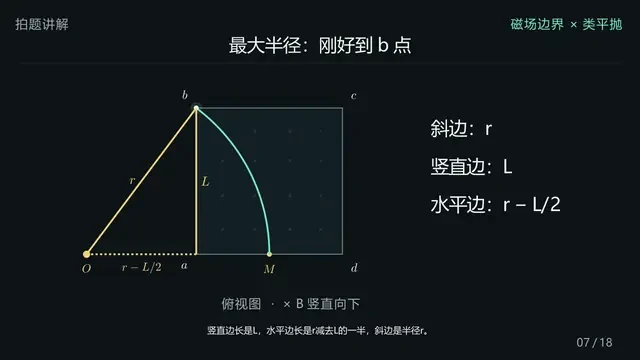 拍题讲解
磁场边界 × 类平抛
最大半径：刚好到 b 点
b
c
r
L
斜边：r
竖直边：L
水平边：r − L/2
O
r − L/2
a
M
d
俯视图 · × B 竖直向下
竖直边长是L，水平边长是r减去L的一半，斜边是半径r。
07 / 18